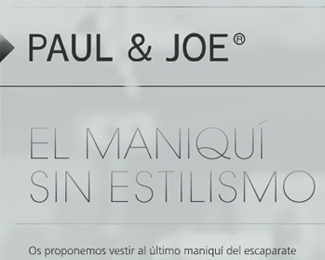 PAUL & JOE®
EL MANIQUÍ
SIN ESTILISMO
Os proponemos vestir al último maniquí del escaparate